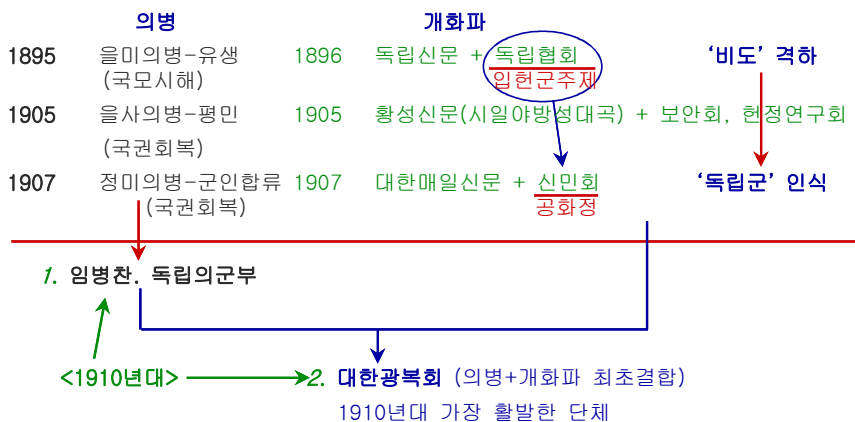 의병 개화파
1895 을미의병-유생 1896 독립신문 + 독립협회 ‘비도’ 격하
(국모시해) 입헌군주제
1905 을사의병-평민 1905 황성신문(시일야방성대곡) + 보안회, 헌정연구회
(국권회복)
1907 정미의병-군인합류 1907 대한매일신문 + 신민회 ‘독립군’ 인식
(국권회복) 공화정
1. 임병찬. 독립의군부
<1910년대> 2. 대한광복회 (의병+개화파 최초결합)
1910년대 가장 활발한 단체